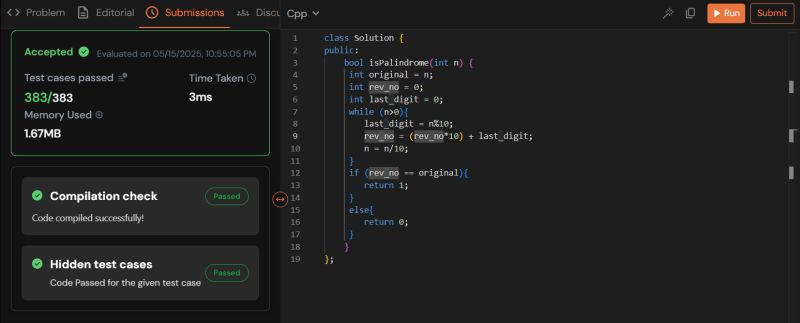 <> Problem Editorial Submissions Discu
Cpp
Run Submit
Accepted Evaluated on 05/15/2025, 10:55:05 PM
Test cases passed Time Taken
383/383 3ms
Memory Used
1.67MB
Compilation check Passed
Code compiled successfully!
Hidden test cases Passed
Code Passed for the given test case
1 class Solution {
2 public:
3 bool isPalindrome(int n) {
4 int original = n;
5 int rev_no = 0;
6 int last_digit = 0;
7 while (n>0){
8 last_digit = n%10;
9 rev_no = (rev_no*10) + last_digit;
10 n = n/10;
11 }
12 if (rev_no == original){
13 return 1;
14 }
15 else{
16 return 0;
17 }
18 }
19 };